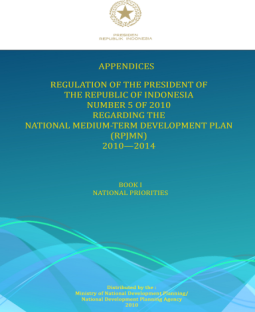 PRESIDEN
REPUBLIK INDONESIA
APPENDICES
REGULATION OF THE PRESIDENT OF
THE REPUBLIC OF INDONESIA
NUMBER 5 OF 2010
REGARDING THE
NATIONAL MEDIUM-TERM DEVELOPMENT PLAN
(RPJMN)
2010—2014
BOOK I
NATIONAL PRIORITIES
Distributed by the :
Ministry of National Development Planning/
National Development Planning Agency
2010